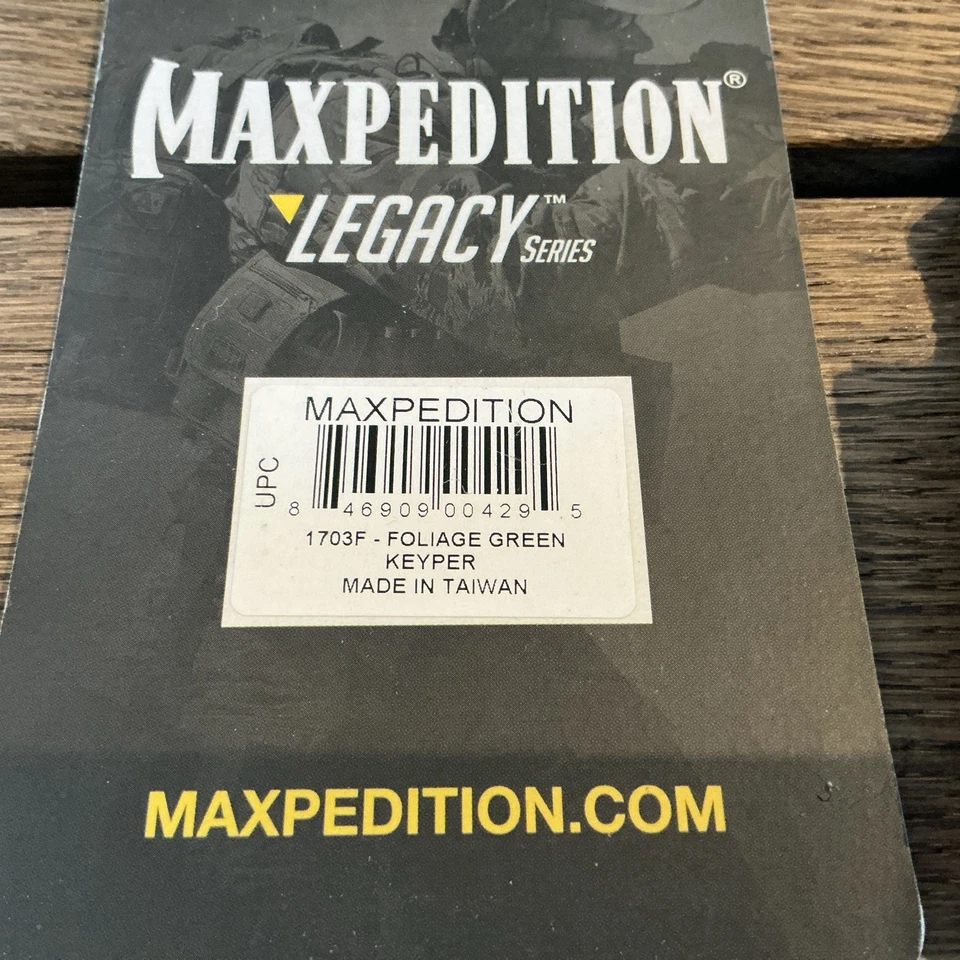 MAXPEDITION®
LEGACY™ SERIES
MAXPEDITION
UPC
8 46909 00429 5
1703F - FOLIAGE GREEN
KEYPER
MADE IN TAIWAN
MAXPEDITION.COM